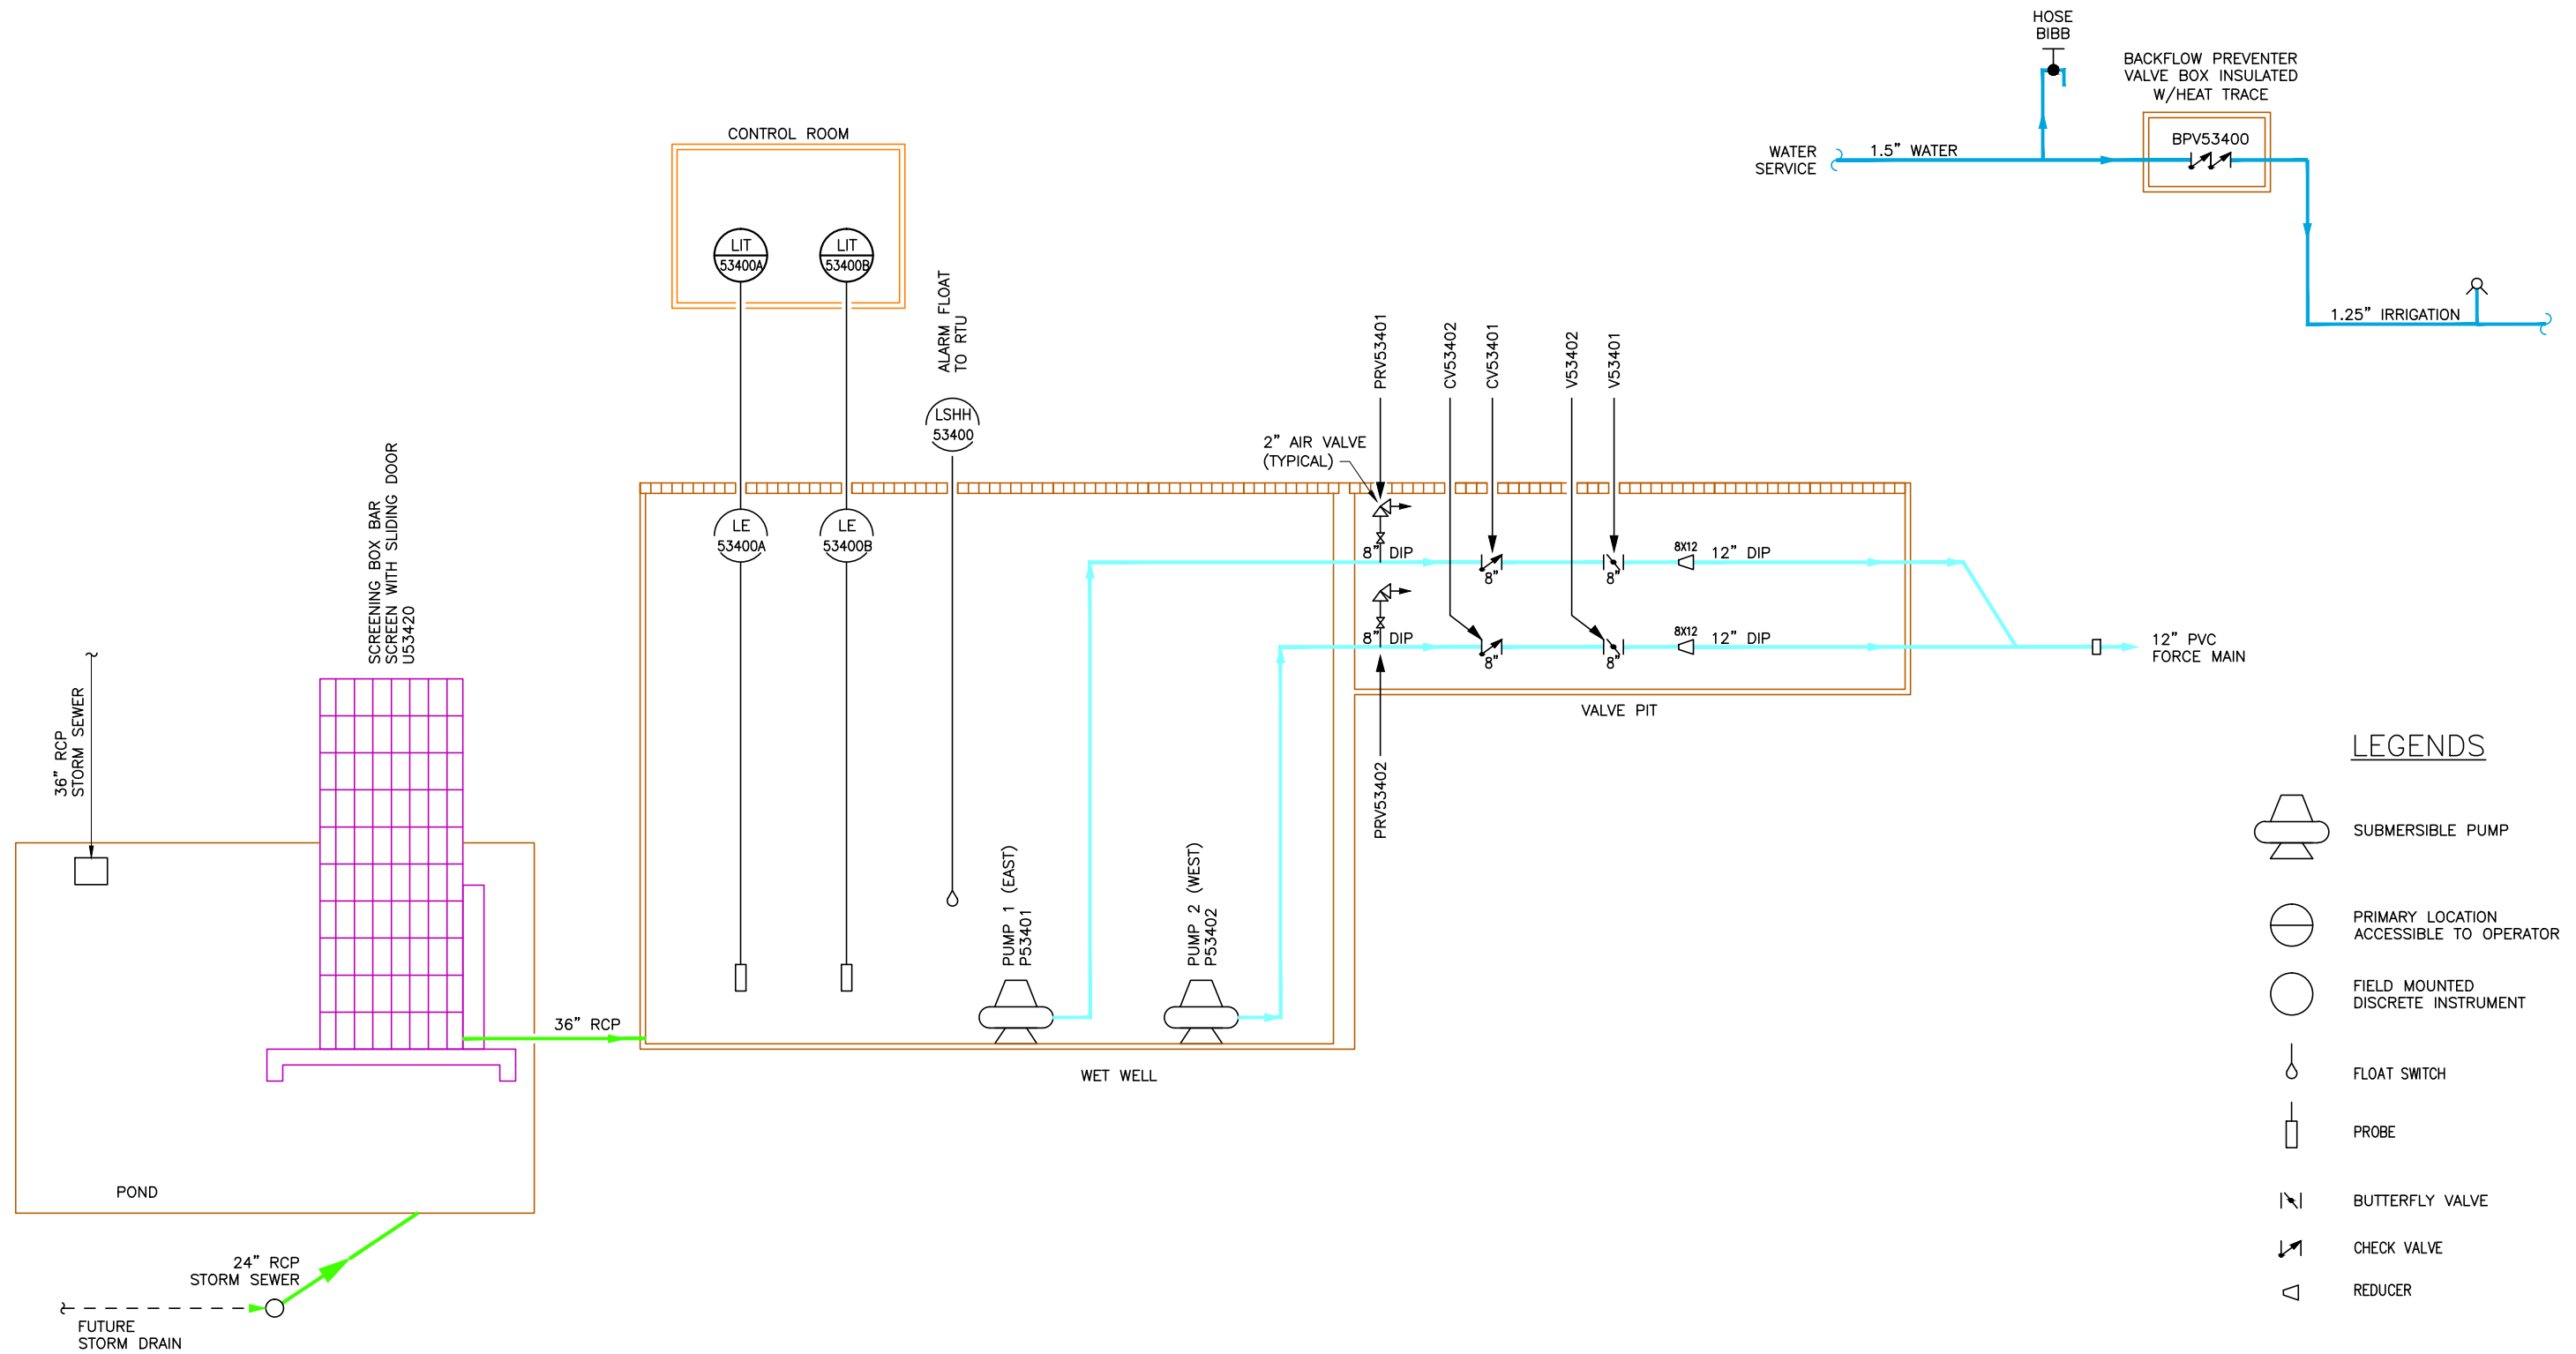 HOSE
BIBB
BACKFLOW PREVENTER
VALVE BOX INSULATED
W/HEAT TRACE
BPV53400
WATER
SERVICE
1.5” WATER
1.25” IRRIGATION
CONTROL ROOM
LIT
53400A
LIT
53400B
ALARM FLOAT
TO RTU
LSHH
53400
LE
53400A
LE
53400B
2” AIR VALVE
(TYPICAL)
PRV53401
CV53402
CV53401
V53402
V53401
8” DIP
8”
8”
8X12
12” DIP
8” DIP
8”
8”
8X12
12” DIP
12” PVC
FORCE MAIN
VALVE PIT
PRV53402
SCREENING BOX BAR
SCREEN WITH SLIDING DOOR
U53420
36” RCP
STORM SEWER
PUMP 1 (EAST)
P53401
PUMP 2 (WEST)
P53402
36” RCP
WET WELL
POND
24” RCP
STORM SEWER
FUTURE
STORM DRAIN
LEGENDS
SUBMERSIBLE PUMP
PRIMARY LOCATION
ACCESSIBLE TO OPERATOR
FIELD MOUNTED
DISCRETE INSTRUMENT
FLOAT SWITCH
PROBE
BUTTERFLY VALVE
CHECK VALVE
REDUCER